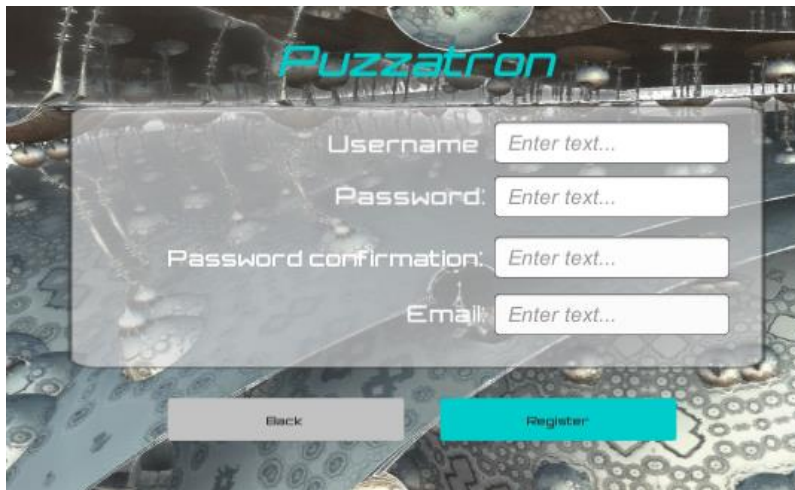 Puzzatron
Username Enter text...
Password: Enter text...
Password confirmation: Enter text...
Email: Enter text...
Back Register